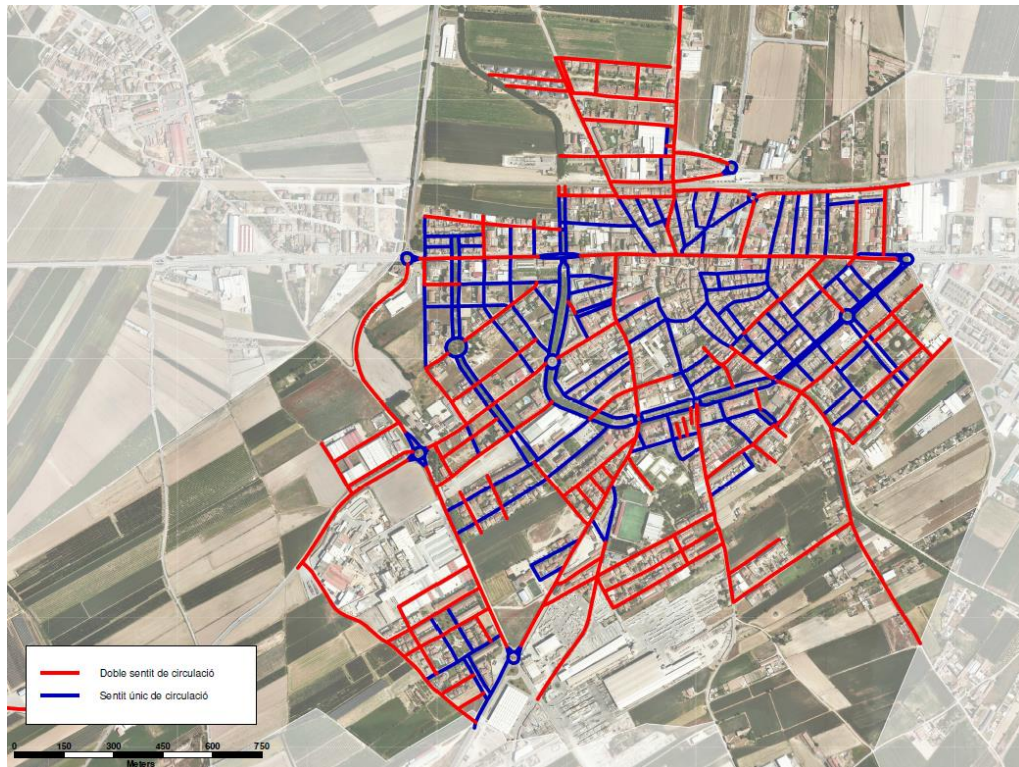 Doble sentit de circulació
Sentit únic de circulació
0 150 300 450 600 750
Meters